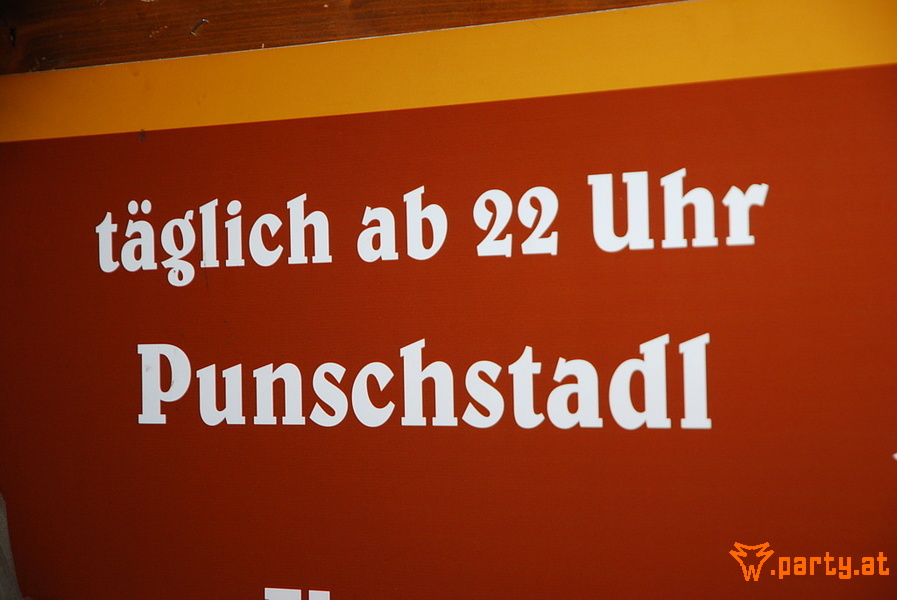 täglich ab 22 Uhr
Punschstadl
W.party.at